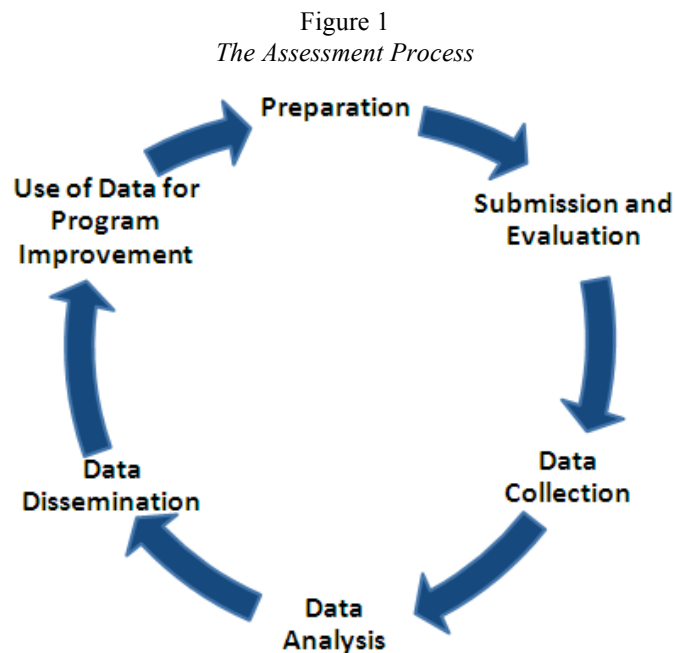 Figure 1
The Assessment Process
Preparation
Submission and
Evaluation
Data
Collection
Data
Analysis
Data
Dissemination
Use of Data for
Program
Improvement